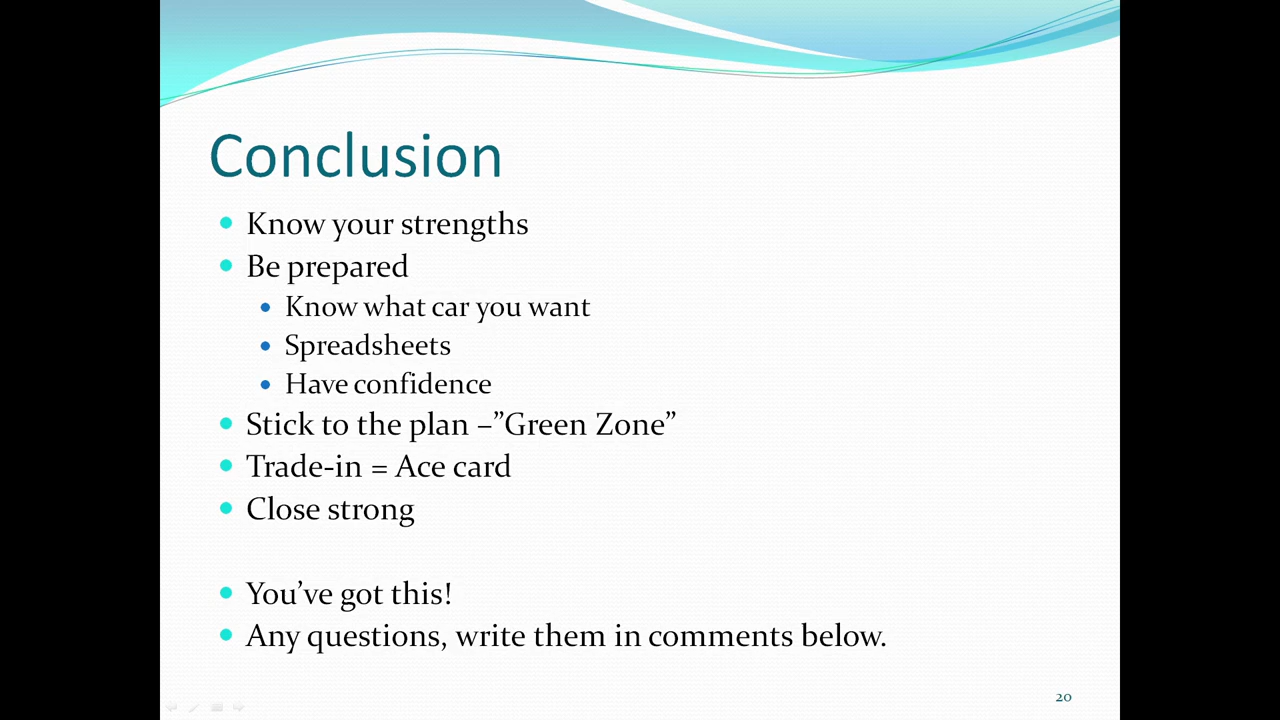 Conclusion
Know your strengths
Be prepared
Know what car you want
Spreadsheets
Have confidence
Stick to the plan –”Green Zone”
Trade-in = Ace card
Close strong
You’ve got this!
Any questions, write them in comments below.
20